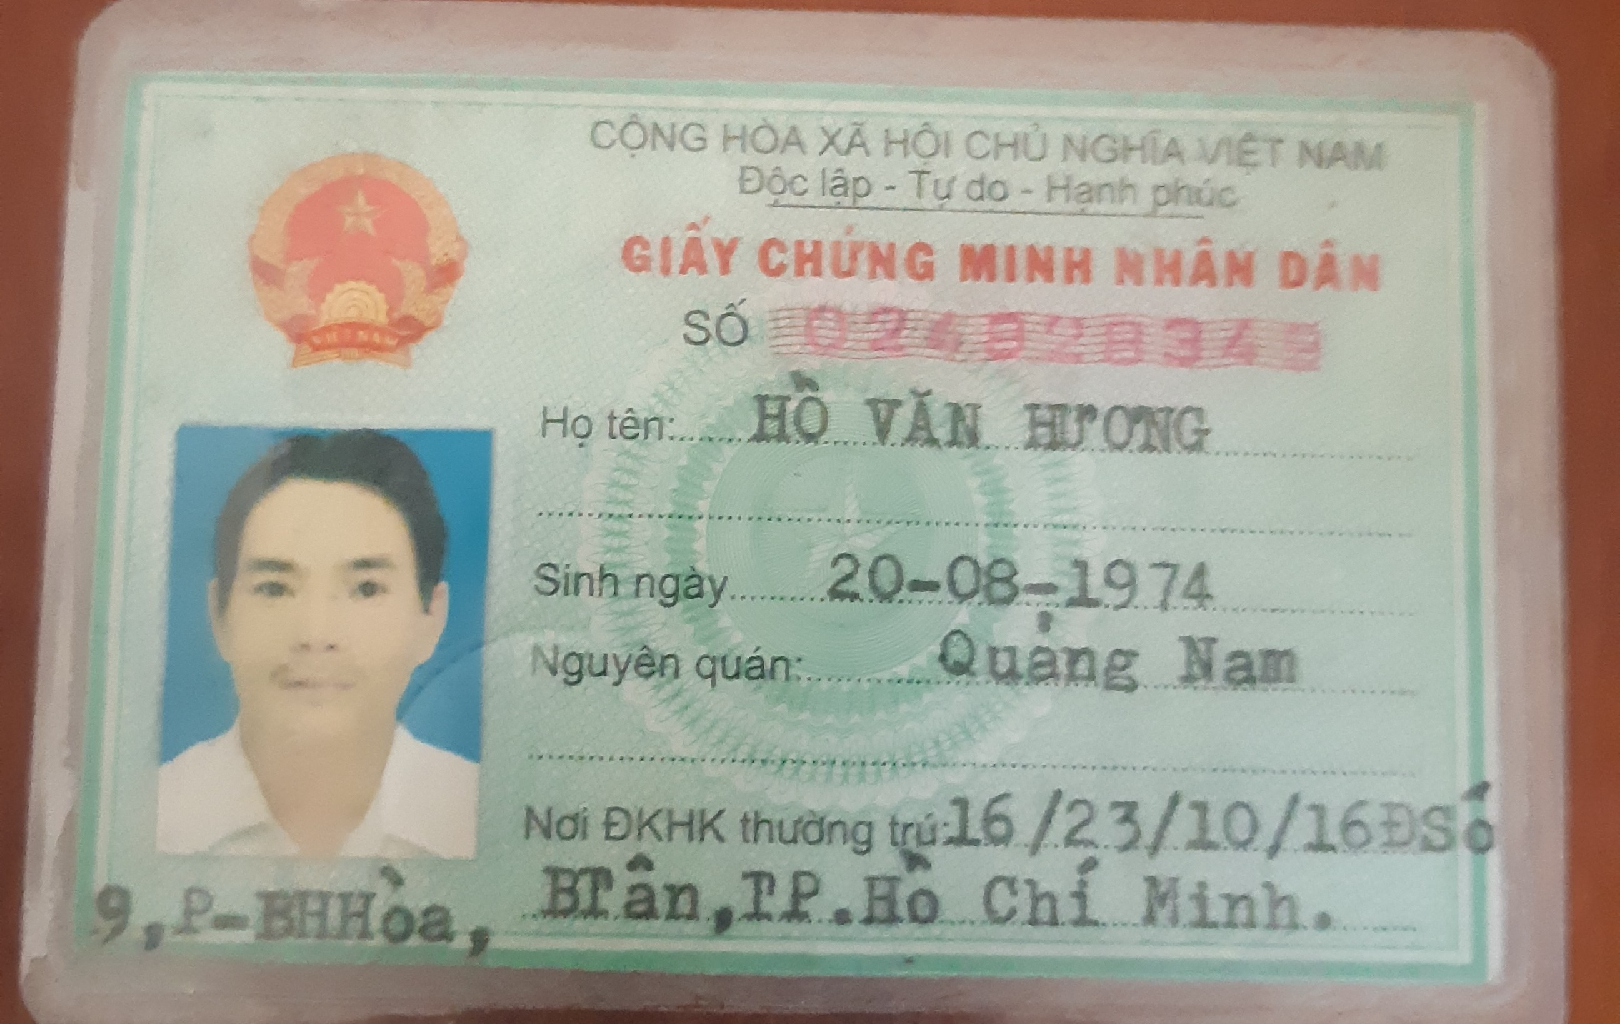 CỘNG HÒA XÃ HỘI CHỦ NGHĨA VIỆT NAM
Độc lập - Tự do - Hạnh phúc
GIẤY CHỨNG MINH NHÂN DÂN
SỐ 024928349
VIỆT NAM
Họ tên: HỒ VĂN HƯƠNG
Sinh ngày 20-08-1974
Nguyên quán: Quảng Nam
Nơi ĐKHK thường trú: 16/23/10/16ĐSố
9,P-BHHòa, BTân,TP.Hồ Chí Minh.